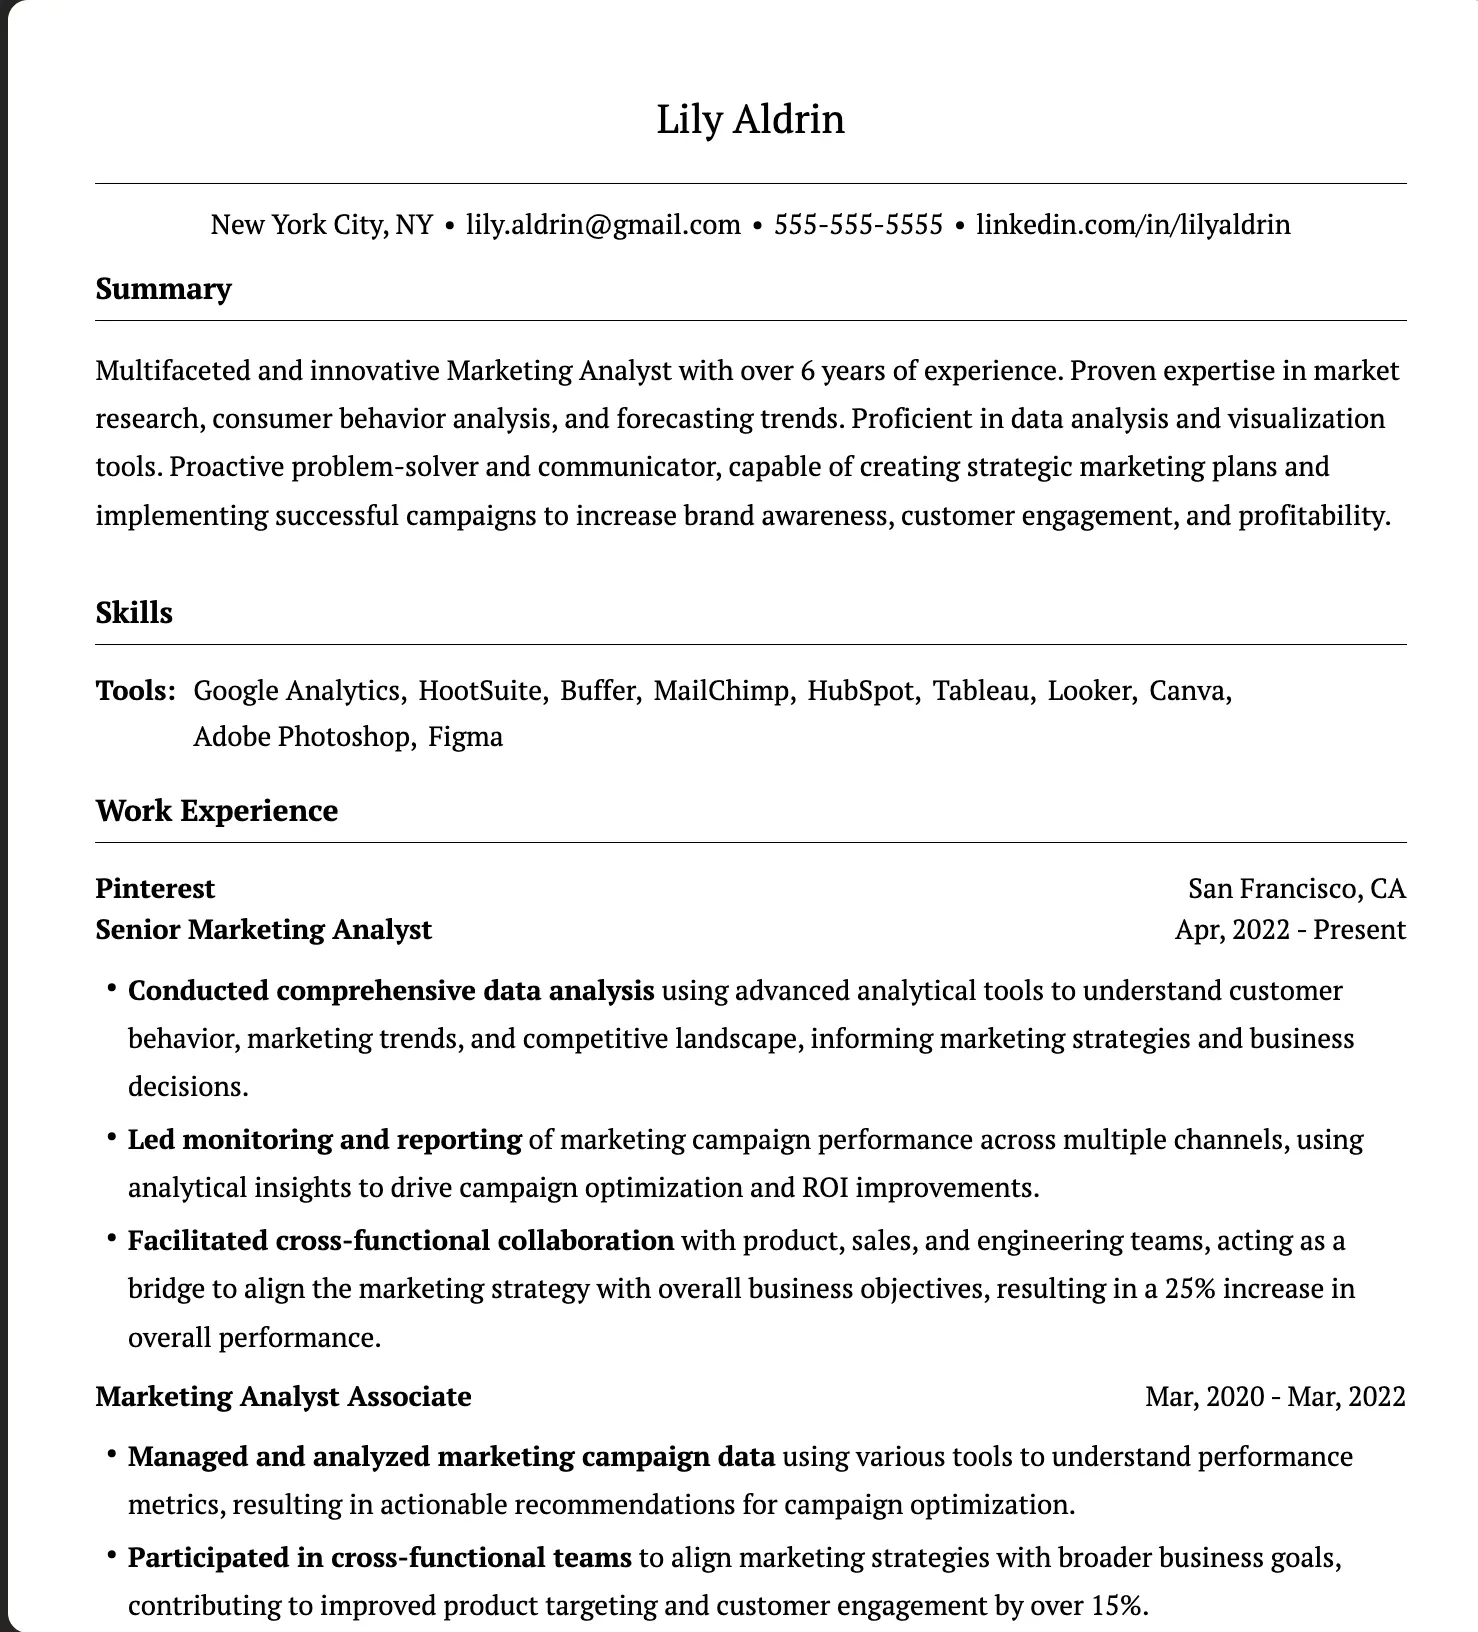 Lily Aldrin
New York City, NY • lily.aldrin@gmail.com • 555-555-5555 • linkedin.com/in/lilyaldrin
Summary
Multifaceted and innovative Marketing Analyst with over 6 years of experience. Proven expertise in market
research, consumer behavior analysis, and forecasting trends. Proficient in data analysis and visualization
tools. Proactive problem-solver and communicator, capable of creating strategic marketing plans and
implementing successful campaigns to increase brand awareness, customer engagement, and profitability.
Skills
Tools: Google Analytics, HootSuite, Buffer, MailChimp, HubSpot, Tableau, Looker, Canva,
Adobe Photoshop, Figma
Work Experience
Pinterest San Francisco, CA
Senior Marketing Analyst Apr, 2022 - Present
• Conducted comprehensive data analysis using advanced analytical tools to understand customer
behavior, marketing trends, and competitive landscape, informing marketing strategies and business
decisions.
• Led monitoring and reporting of marketing campaign performance across multiple channels, using
analytical insights to drive campaign optimization and ROI improvements.
• Facilitated cross-functional collaboration with product, sales, and engineering teams, acting as a
bridge to align the marketing strategy with overall business objectives, resulting in a 25% increase in
overall performance.
Marketing Analyst Associate Mar, 2020 - Mar, 2022
• Managed and analyzed marketing campaign data using various tools to understand performance
metrics, resulting in actionable recommendations for campaign optimization.
• Participated in cross-functional teams to align marketing strategies with broader business goals,
contributing to improved product targeting and customer engagement by over 15%.